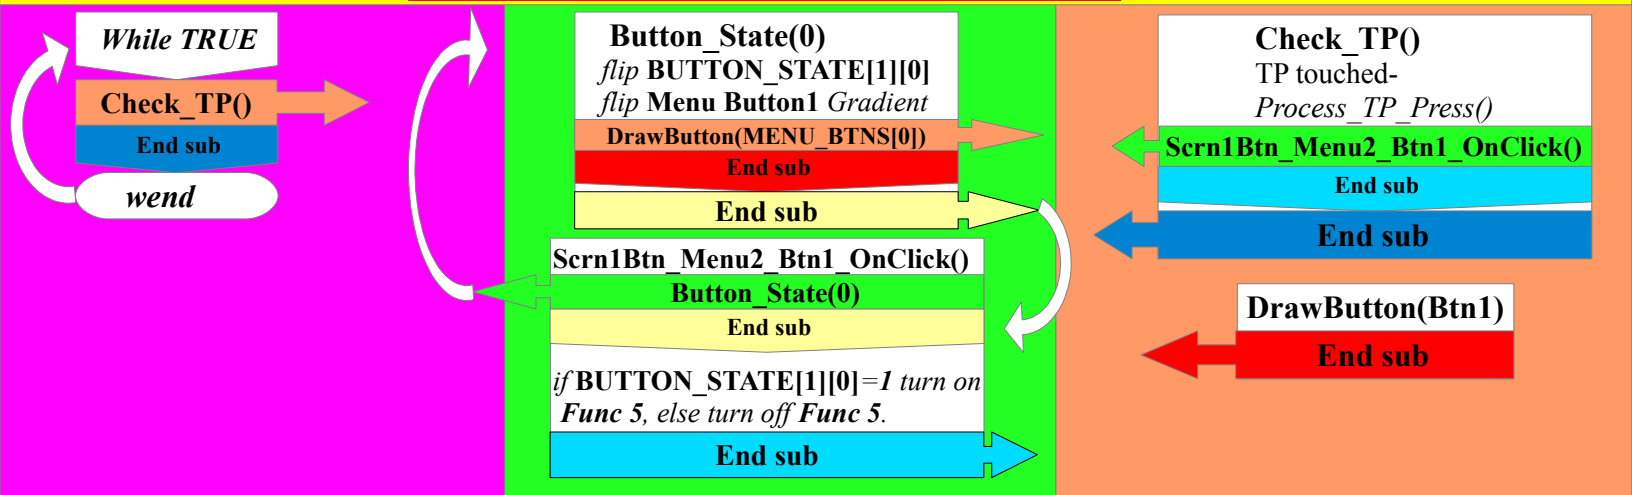 While TRUE
Check_TP()
End sub
wend
Button_State(0)
flip BUTTON_STATE[1][0]
flip Menu Button1 Gradient
DrawButton(MENU_BTNS[0])
End sub
End sub
Scrn1Btn_Menu2_Btn1_OnClick()
Button_State(0)
End sub
if BUTTON_STATE[1][0]=1 turn on
Func 5, else turn off Func 5.
End sub
Check_TP()
TP touched-
Process_TP_Press()
Scrn1Btn_Menu2_Btn1_OnClick()
End sub
End sub
DrawButton(Btn1)
End sub